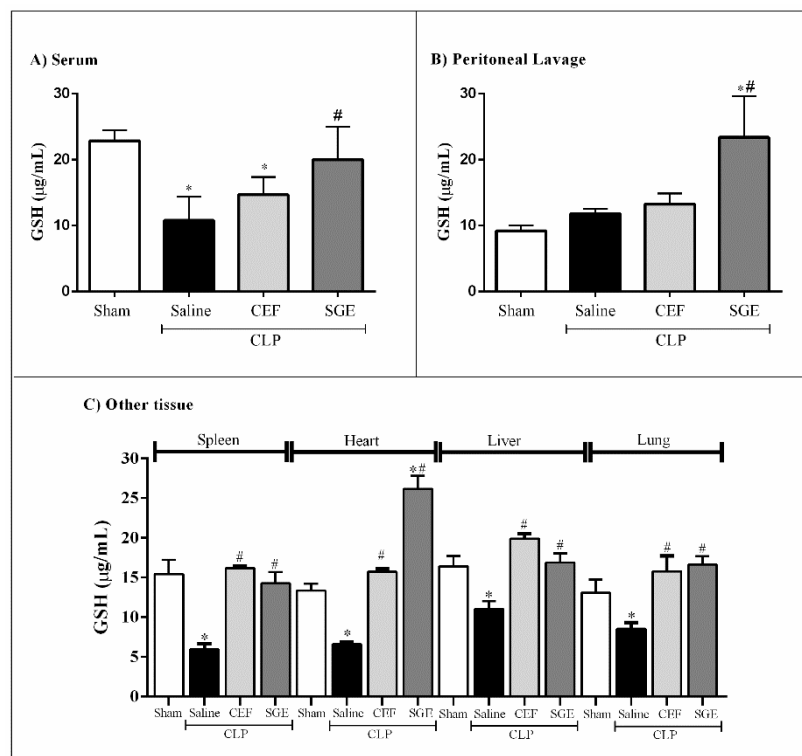 A) Serum
30
20
10
0
GSH (µg/mL)
*
*
#
Sham Saline CEF SGE
CLP
B) Peritoneal Lavage
30
20
10
0
GSH (µg/mL)
*#
Sham Saline CEF SGE
CLP
C) Other tissue
Spleen Heart Liver Lung
30
25
20
15
10
5
0
GSH (µg/mL)
* # # * # *# * # # * # #
Sham Saline CEF SGE Sham Saline CEF SGE Sham Saline CEF SGE Sham Saline CEF SGE
CLP CLP CLP CLP